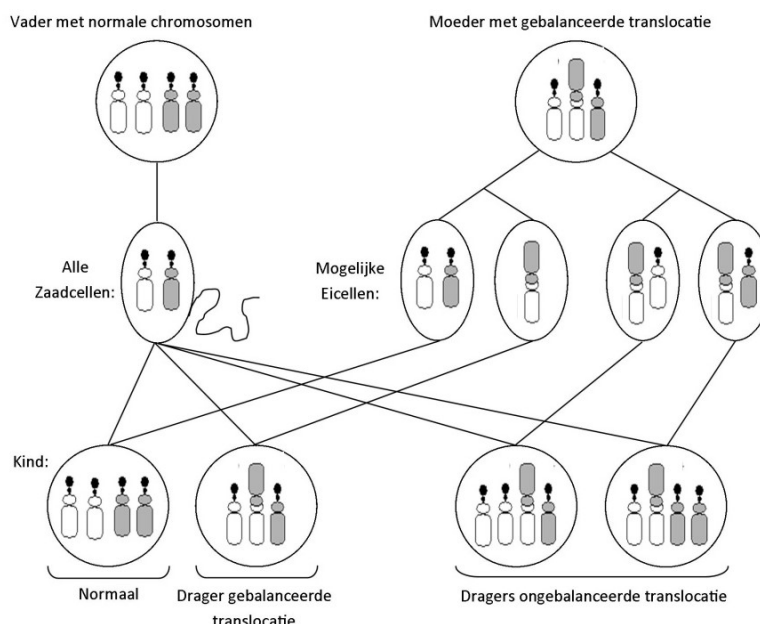 Vader met normale chromosomen
Moeder met gebalanceerde translocatie
Alle
Zaadcellen:
Mogelijke
Eicellen:
Kind:
Normaal
Drager gebalanceerde
translocatie
Dragers ongebalanceerde translocatie